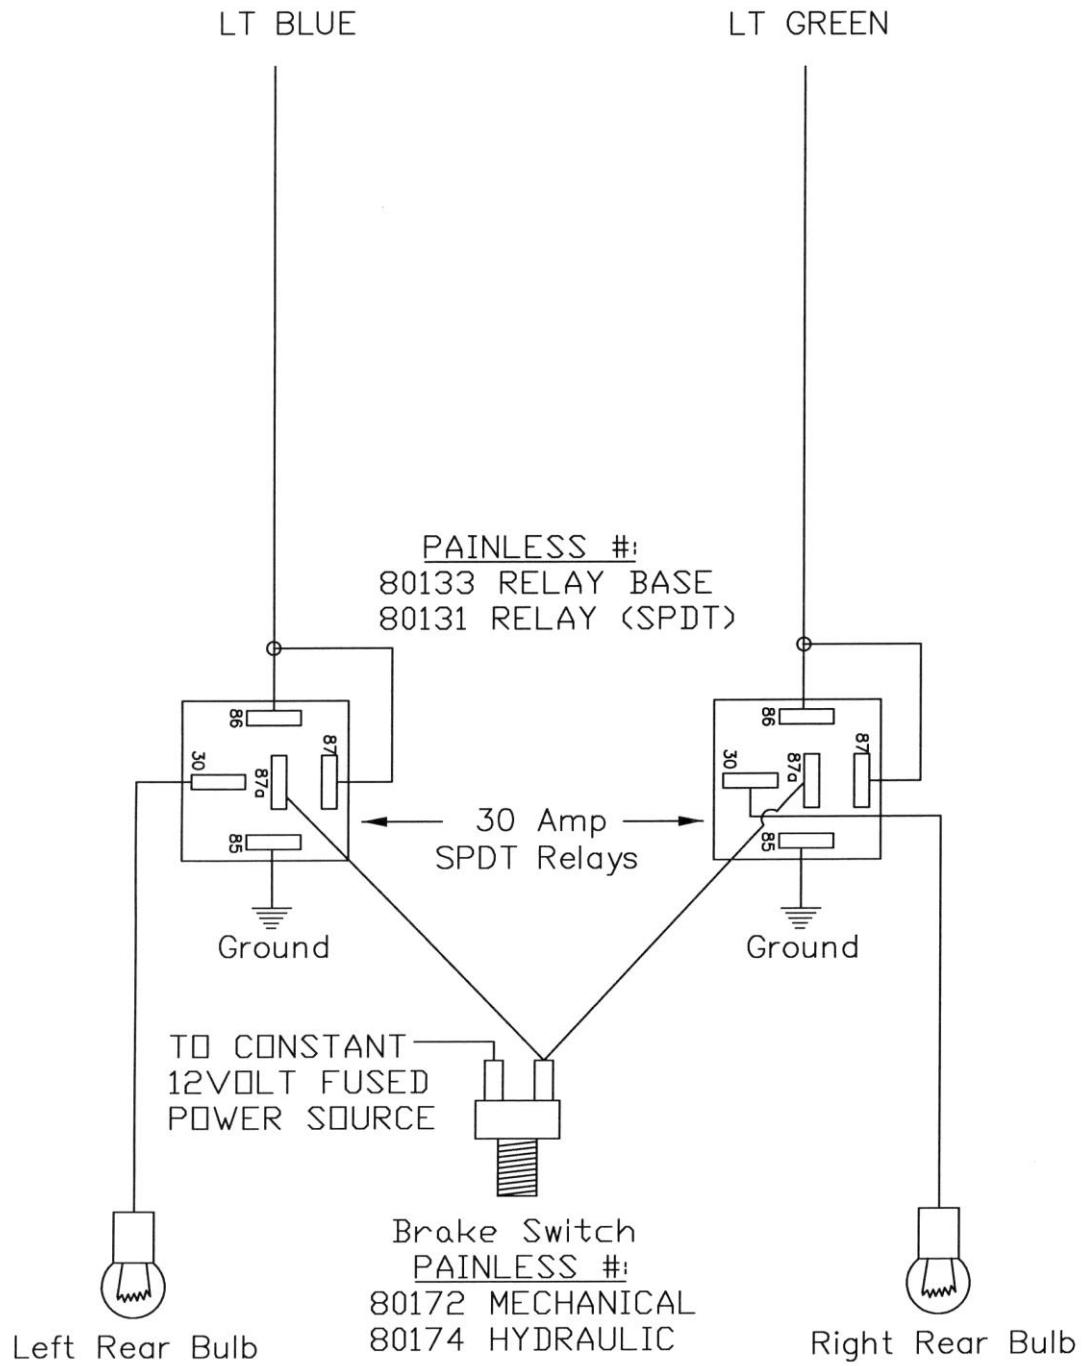 LT BLUE
LT GREEN
PAINLESS #:
80133 RELAY BASE
80131 RELAY (SPDT)
86
30
87a
87
85
86
30
87a
87
85
30 Amp
SPDT Relays
Ground
Ground
TO CONSTANT
12VOLT FUSED
POWER SOURCE
Brake Switch
PAINLESS #:
80172 MECHANICAL
80174 HYDRAULIC
Left Rear Bulb
Right Rear Bulb